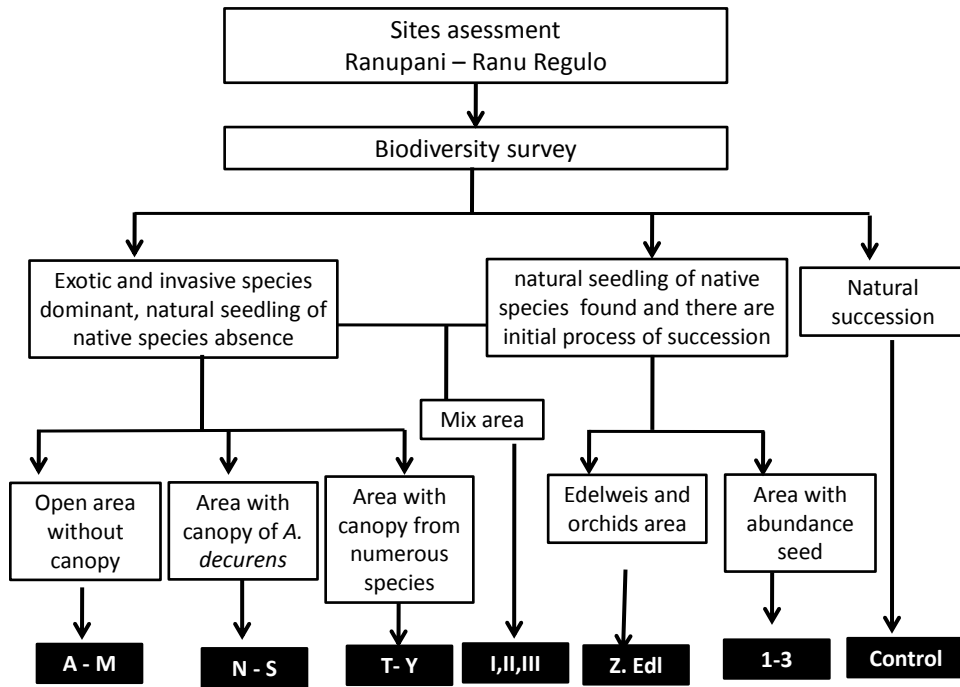 Sites asessment
Ranupani – Ranu Regulo
Biodiversity survey
Exotic and invasive species
dominant, natural seedling of
native species absence
natural seedling of native
species found and there are
initial process of succession
Natural
succession
Mix area
Open area
without
canopy
Area with
canopy of A.
decurens
Area with
canopy from
numerous
species
Edelweis and
orchids area
Area with
abundance
seed
A - M
N - S
T- Y
I,II,III
Z. Edl
1-3
Control